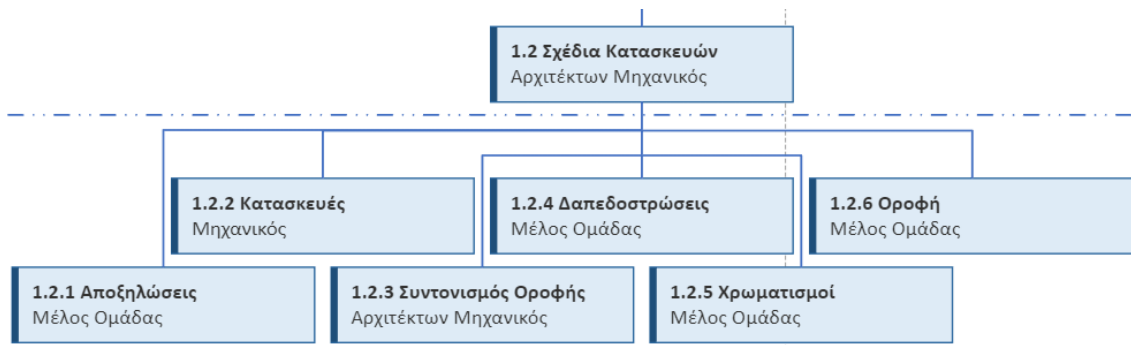 1.2 Σχέδια Κατασκευών
Αρχιτέκτων Μηχανικός
1.2.2 Κατασκευές
Μηχανικός
1.2.4 Δαπεδοστρώσεις
Μέλος Ομάδας
1.2.6 Οροφή
Μέλος Ομάδας
1.2.1 Αποξηλώσεις
Μέλος Ομάδας
1.2.3 Συντονισμός Οροφής
Αρχιτέκτων Μηχανικός
1.2.5 Χρωματισμοί
Μέλος Ομάδας